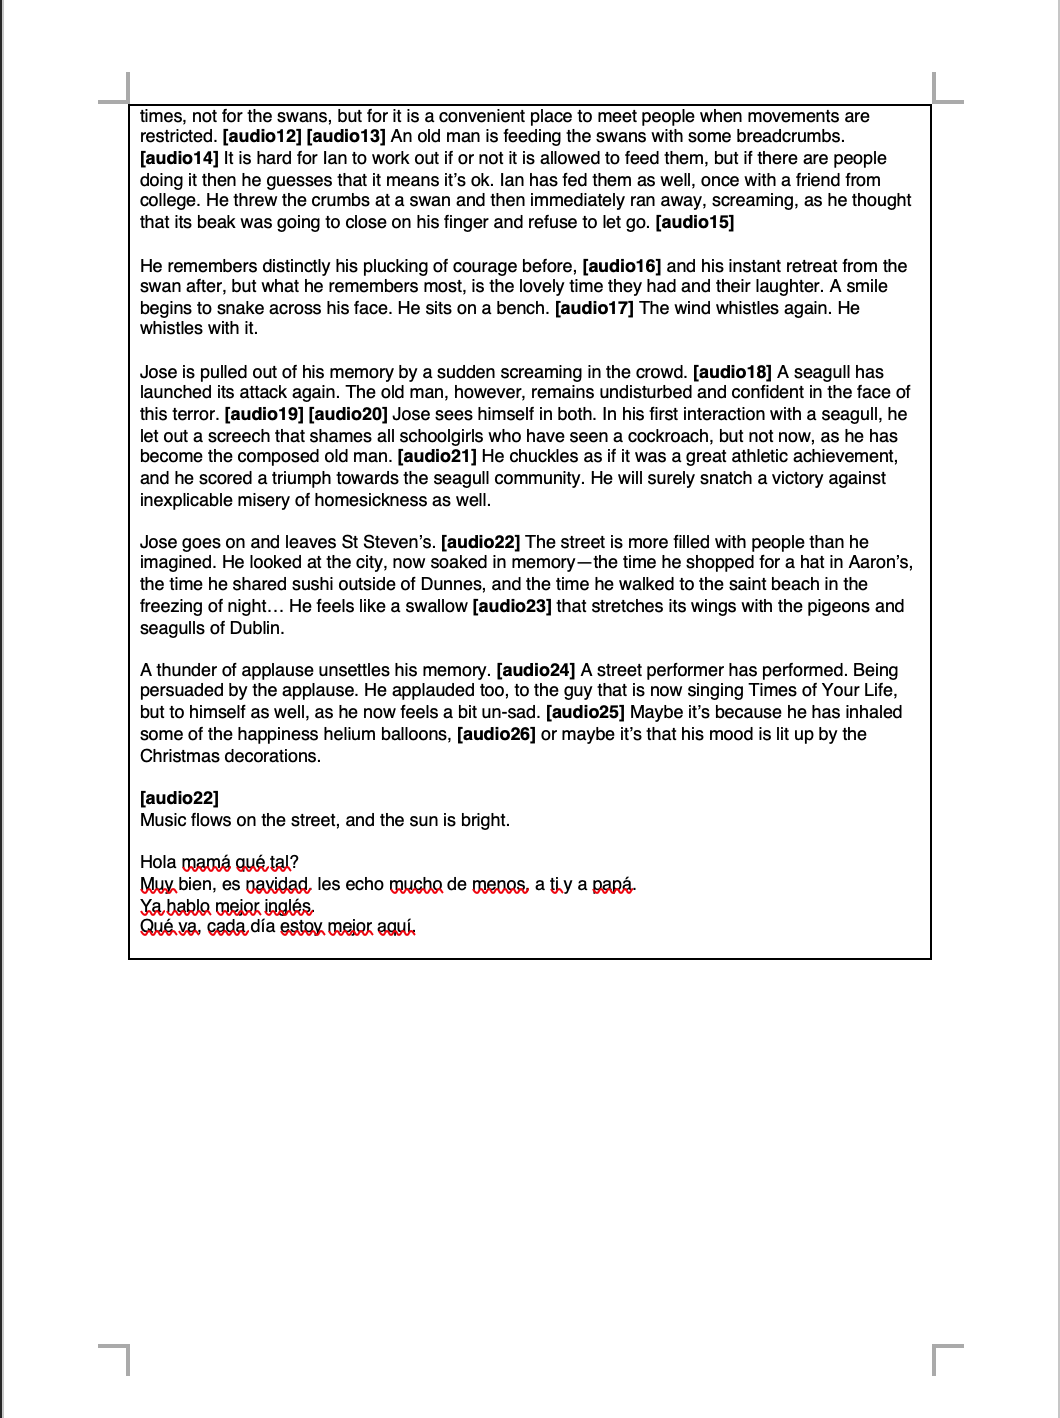 times, not for the swans, but for it is a convenient place to meet people when movements are
restricted. [audio12] [audio13] An old man is feeding the swans with some breadcrumbs.
[audio14] It is hard for Ian to work out if or not it is allowed to feed them, but if there are people
doing it then he guesses that it means it’s ok. Ian has fed them as well, once with a friend from
college. He threw the crumbs at a swan and then immediately ran away, screaming, as he thought
that its beak was going to close on his finger and refuse to let go. [audio15]
He remembers distinctly his plucking of courage before, [audio16] and his instant retreat from the
swan after, but what he remembers most, is the lovely time they had and their laughter. A smile
begins to snake across his face. He sits on a bench. [audio17] The wind whistles again. He
whistles with it.
Jose is pulled out of his memory by a sudden screaming in the crowd. [audio18] A seagull has
launched its attack again. The old man, however, remains undisturbed and confident in the face of
this terror. [audio19] [audio20] Jose sees himself in both. In his first interaction with a seagull, he
let out a screech that shames all schoolgirls who have seen a cockroach, but not now, as he has
become the composed old man. [audio21] He chuckles as if it was a great athletic achievement,
and he scored a triumph towards the seagull community. He will surely snatch a victory against
inexplicable misery of homesickness as well.
Jose goes on and leaves St Steven’s. [audio22] The street is more filled with people than he
imagined. He looked at the city, now soaked in memory—the time he shopped for a hat in Aaron’s,
the time he shared sushi outside of Dunnes, and the time he walked to the saint beach in the
freezing of night… He feels like a swallow [audio23] that stretches its wings with the pigeons and
seagulls of Dublin.
A thunder of applause unsettles his memory. [audio24] A street performer has performed. Being
persuaded by the applause. He applauded too, to the guy that is now singing Times of Your Life,
but to himself as well, as he now feels a bit un-sad. [audio25] Maybe it’s because he has inhaled
some of the happiness helium balloons, [audio26] or maybe it’s that his mood is lit up by the
Christmas decorations.
[audio22]
Music flows on the street, and the sun is bright.
Hola mamá qué tal?
Muy bien, es navidad, les echo mucho de menos, a ti y a papá.
Ya hablo mejor inglés.
Qué va, cada día estoy mejor aquí.